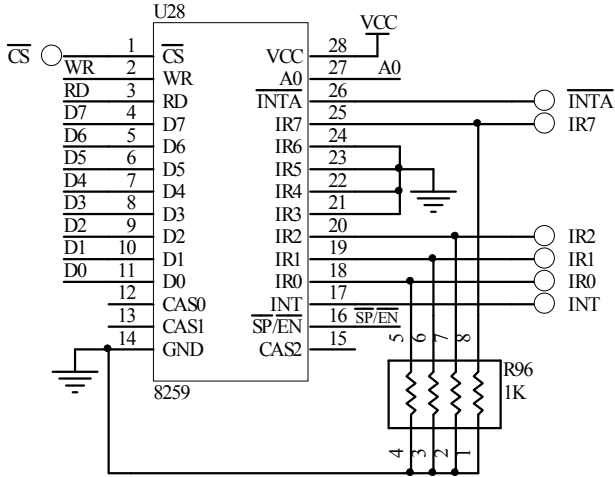 U28
VCC
CS 1 CS VCC 28
WR 2 WR A0 27 A0
RD 3 RD INTA 26 INTA
D7 4 D7 IR7 25 IR7
D6 5 D6 IR6 24
D5 6 D5 IR5 23
D4 7 D4 IR4 22
D3 8 D3 IR3 21
D2 9 D2 IR2 20 IR2
D1 10 D1 IR1 19 IR1
D0 11 D0 IR0 18 IR0
12 CAS0 INT 17 INT
13 CAS1 SP/EN 16 SP/EN
14 GND CAS2 15
5 6 7 8
R96
8259
1K
4 3 2 1